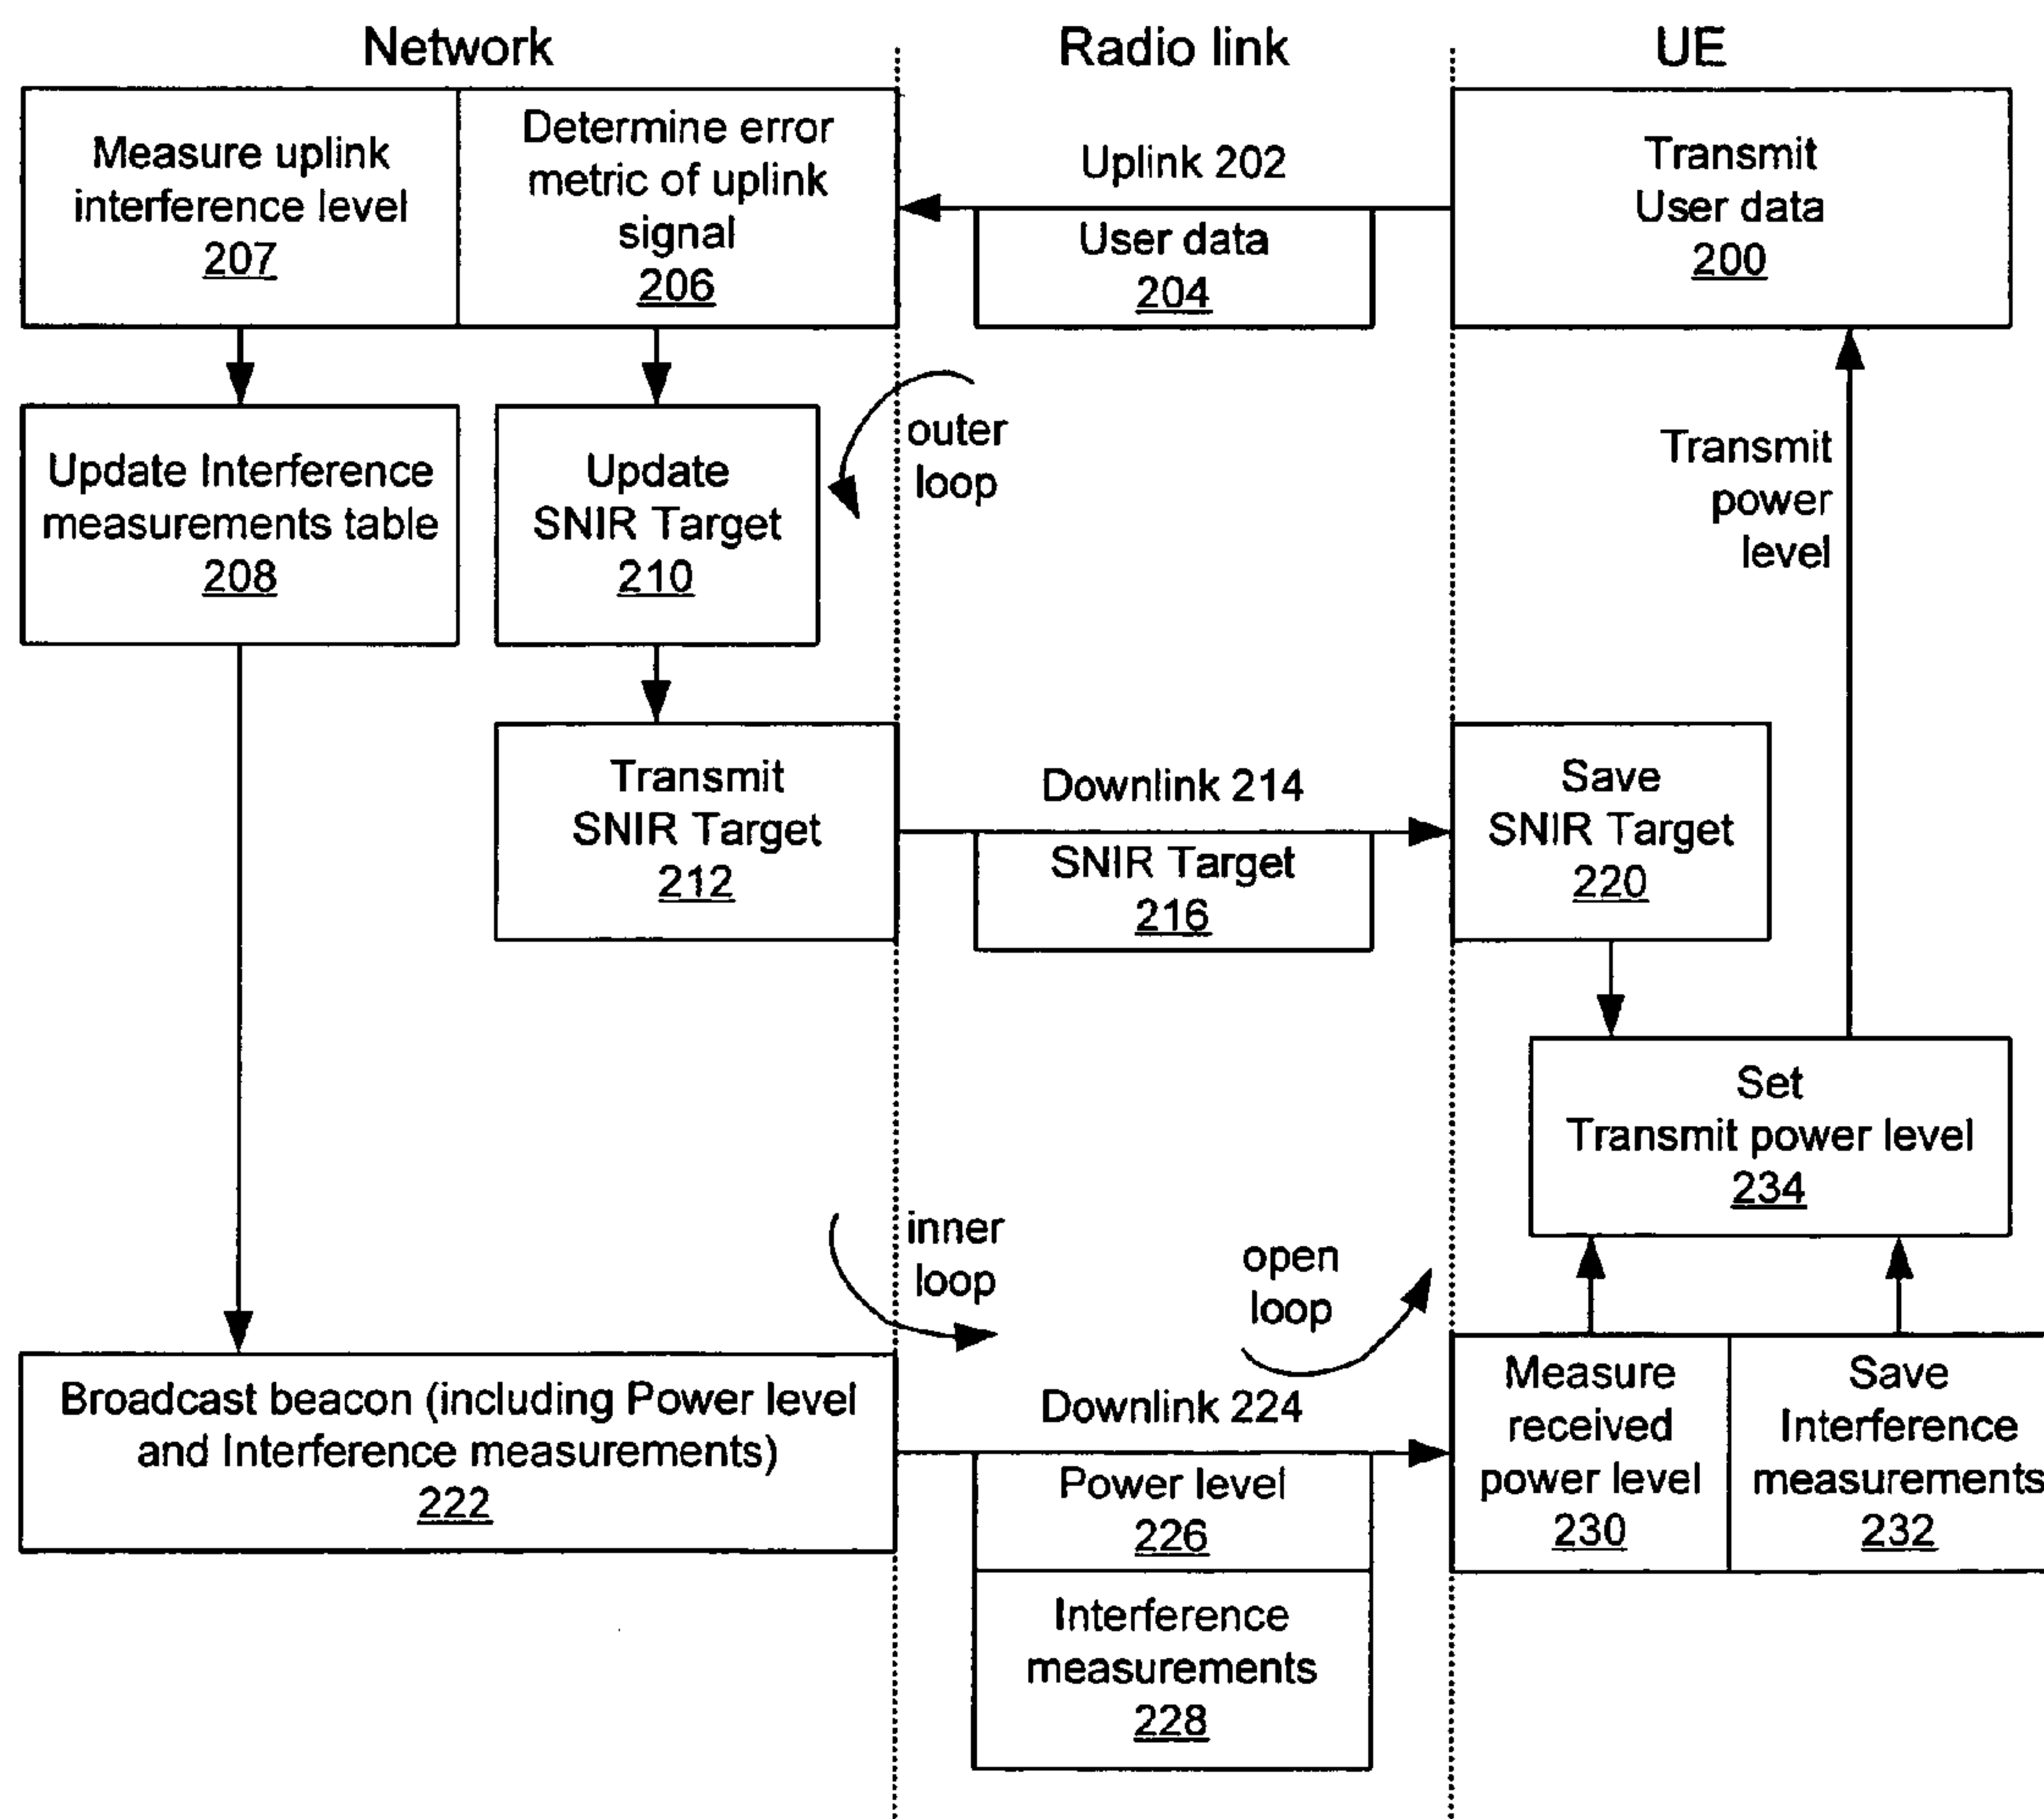 Network
Radio link
UE
Measure uplink
interference level
207
Determine error
metric of uplink
signal
206
Uplink 202
User data
204
Transmit
User data
200
Update Interference
measurements table
208
Update
SNIR Target
210
outer
loop
Transmit
power
level
Transmit
SNIR Target
212
Downlink 214
SNIR Target
216
Save
SNIR Target
220
Set
Transmit power level
234
inner
loop
open
loop
Broadcast beacon (including Power level
and Interference measurements)
222
Downlink 224
Power level
226
Interference
measurements
228
Measure
received
power level
230
Save
Interference
measurements
232